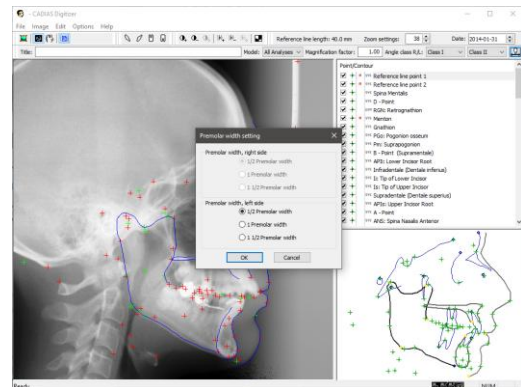 - CADIAS Digitizer
File Image Edit Options Help
Reference line length: 40.0 mm Zoom settings: 38 Date: 2014-01-31
Title: Model: All Analyses Magnification factor: 1.00 Angle class R/L: Class I Class II
Point/Contour
Reference line point 1
Reference line point 2
Spina Mentalis
D - Point
RGN: Retrognathion
Menton
Gnathion
PGo: Pogonion osseum
Pm: Suprapogonion
B - Point (Supramentale)
APIi: Lower Incisor Root
Infradentale (Dentale inferius)
Ii: Tip of Lower Incisor
Is: Tip of Upper Incisor
Supradentale (Dentale superius)
APIs: Upper Incisor Root
A - Point
ANS: Spina Nasalis Anterior
Premolar width setting
Premolar width, right side
1/2 Premolar width
1 Premolar width
1 1/2 Premolar width
Premolar width, left side
1/2 Premolar width
1 Premolar width
1 1/2 Premolar width
OK Cancel
Ready NUM